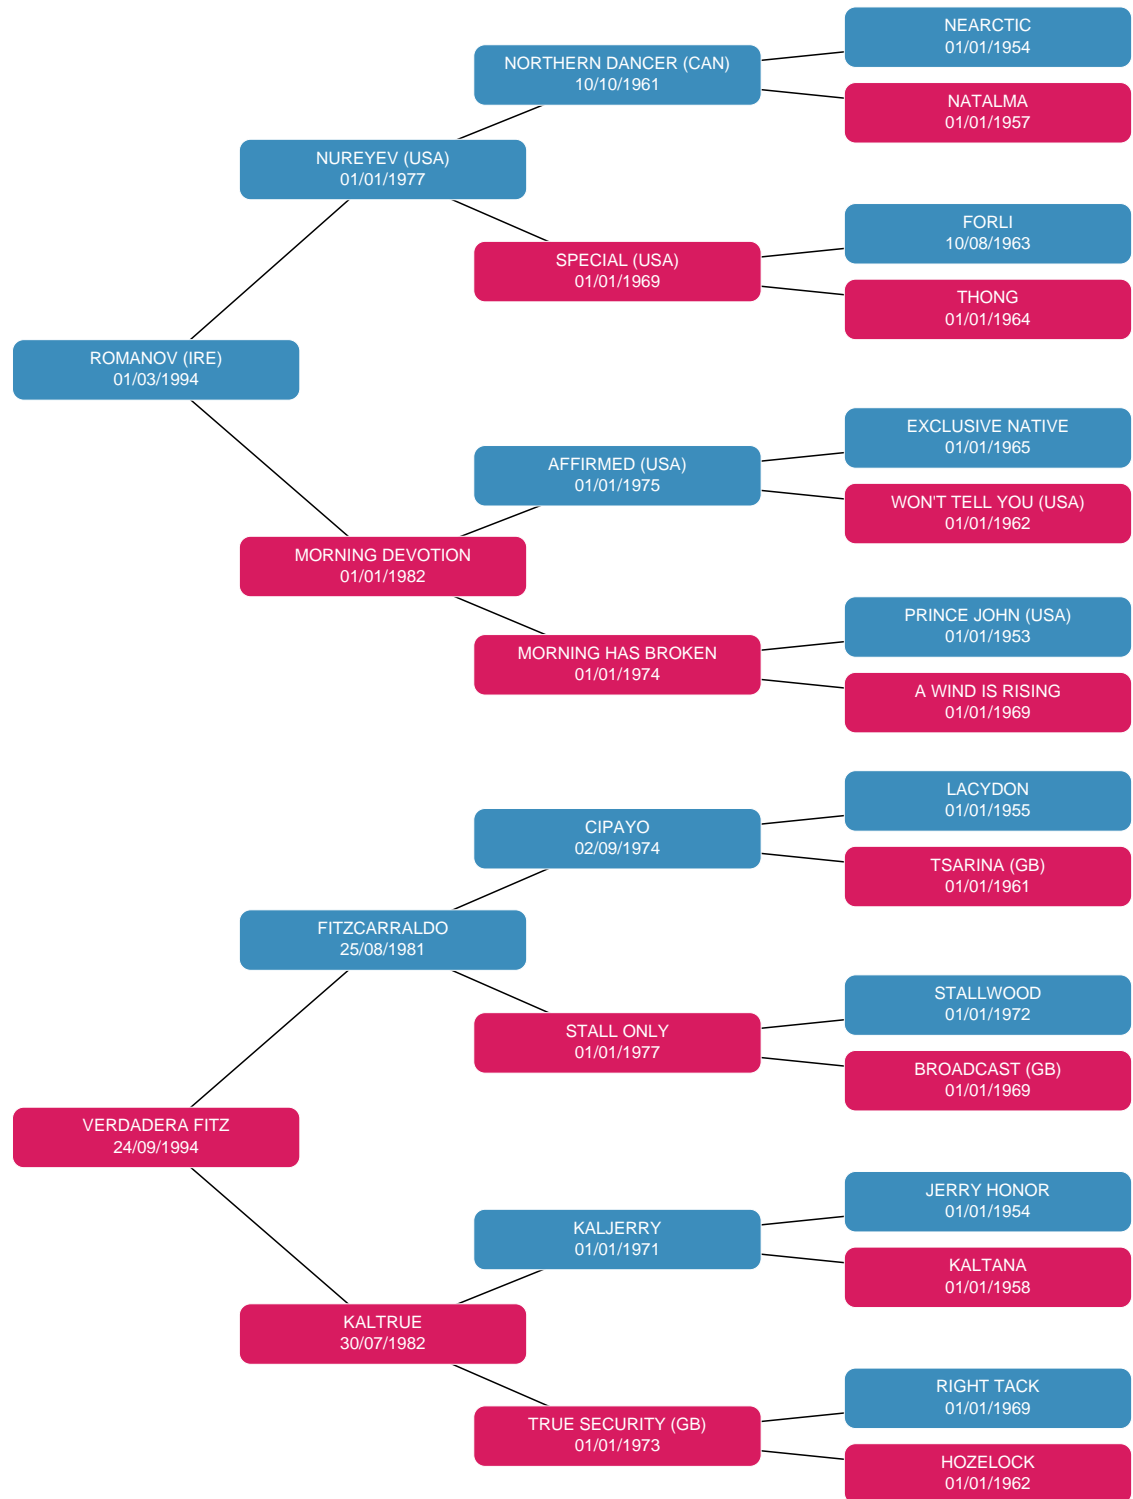 NEARCTIC
01/01/1954
NORTHERN DANCER (CAN)
10/10/1961
NATALMA
01/01/1957
NUREYEV (USA)
01/01/1977
FORLI
10/08/1963
SPECIAL (USA)
01/01/1969
THONG
01/01/1964
ROMANOV (IRE)
01/03/1994
EXCLUSIVE NATIVE
01/01/1965
AFFIRMED (USA)
01/01/1975
WON'T TELL YOU (USA)
01/01/1962
MORNING DEVOTION
01/01/1982
PRINCE JOHN (USA)
01/01/1953
MORNING HAS BROKEN
01/01/1974
A WIND IS RISING
01/01/1969
LACYDON
01/01/1955
CIPAYO
02/09/1974
TSARINA (GB)
01/01/1961
FITZCARRALDO
25/08/1981
STALLWOOD
01/01/1972
STALL ONLY
01/01/1977
BROADCAST (GB)
01/01/1969
VERDADERA FITZ
24/09/1994
JERRY HONOR
01/01/1954
KALJERRY
01/01/1971
KALTANA
01/01/1958
KALTRUE
30/07/1982
RIGHT TACK
01/01/1969
TRUE SECURITY (GB)
01/01/1973
HOZELOCK
01/01/1962